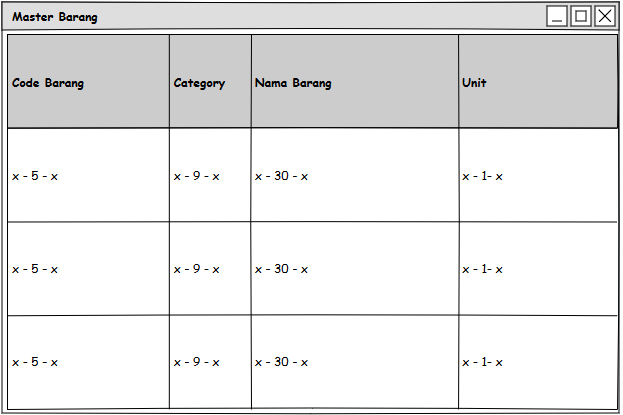 Master Barang
Code Barang Category Nama Barang Unit
x - 5 - x x - 9 - x x - 30 - x x - 1- x
x - 5 - x x - 9 - x x - 30 - x x - 1- x
x - 5 - x x - 9 - x x - 30 - x x - 1- x